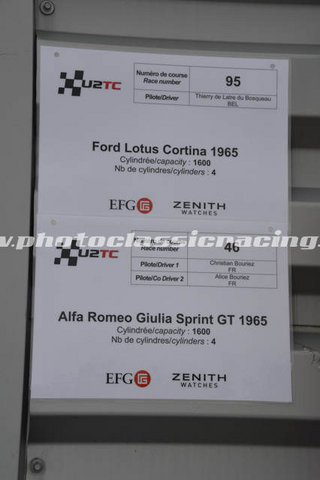 U2TC
Numéro de course
Race number
95
Pilote/Driver
Thierry de Latre du Bosqueau
BEL
Ford Lotus Cortina 1965
Cylindrée/capacity : 1600
Nb de cylindres/cylinders : 4
EFG
ZENITH
WATCHES
w.photoclassicracing.
U2TC
Race number
46
Pilote/Driver 1
Christian Bouriez
FR
Pilote/Co Driver 2
Alice Bouriez
FR
Alfa Romeo Giulia Sprint GT 1965
Cylindrée/capacity : 1600
Nb de cylindres/cylinders : 4
EFG
ZENITH
WATCHES